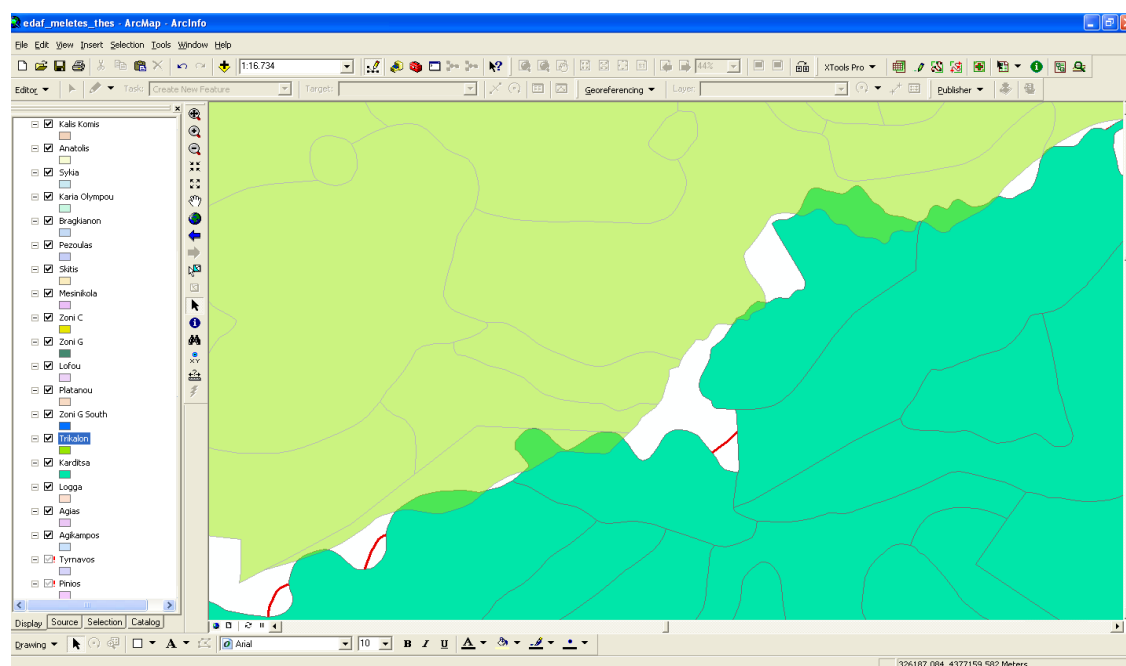 edaf_meletes_thes - ArcMap - ArcInfo
File Edit View Insert Selection Tools Window Help
1:16.734 44% XTools Pro
Editor Task: Create New Feature Target: Georeferencing Layer: Publisher
Kalis Komis
Anatolis
Sykia
Karia Olympou
Bragkianon
Pezoulas
Skitis
Mesinikola
Zoni C
Zoni G
Lofou
Platanou
Zoni G South
Trikalon
Karditsa
Logga
Agias
Agikampos
Tyrnavos
Pinios
Display Source Selection Catalog
Drawing A Arial 10 B I U A
326187,084 4377159,582 Meters